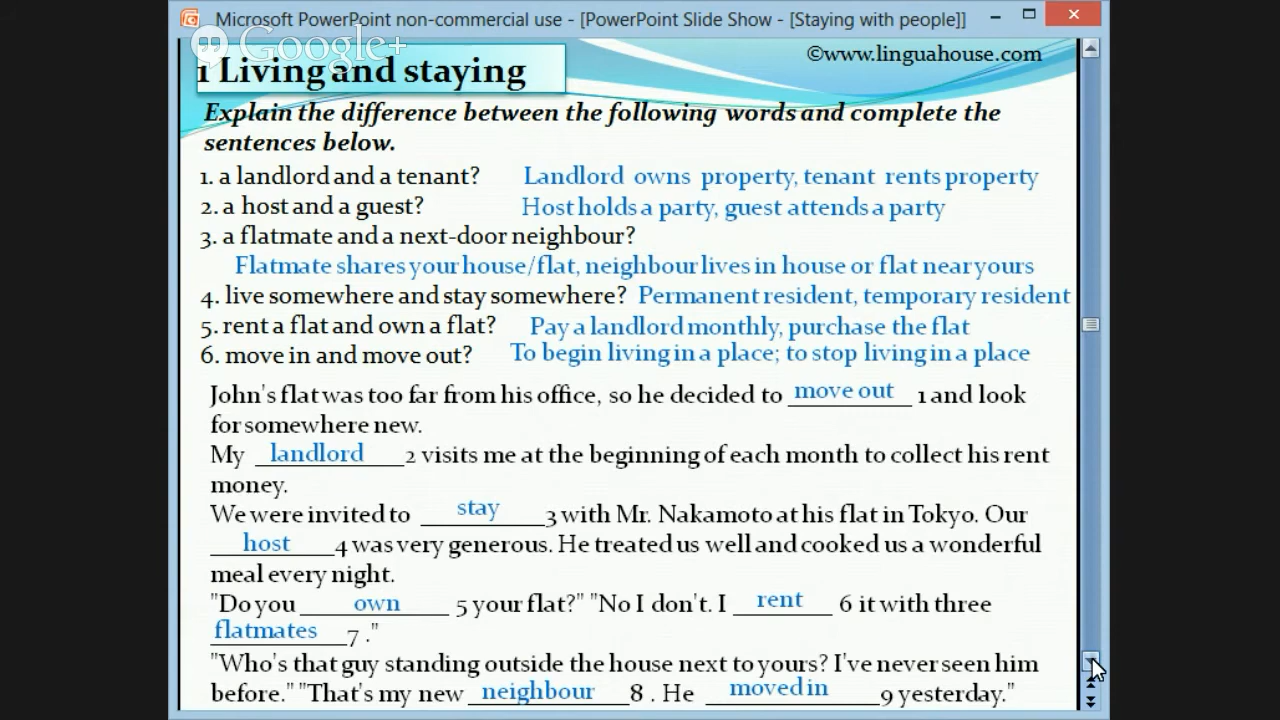 Microsoft PowerPoint non-commercial use - [PowerPoint Slide Show - [Staying with people]]
Google+
©www.linguahouse.com
1 Living and staying
Explain the difference between the following words and complete the
sentences below.
1. a landlord and a tenant? Landlord owns property, tenant rents property
2. a host and a guest? Host holds a party, guest attends a party
3. a flatmate and a next-door neighbour?
Flatmate shares your house/flat, neighbour lives in house or flat near yours
4. live somewhere and stay somewhere? Permanent resident, temporary resident
5. rent a flat and own a flat? Pay a landlord monthly, purchase the flat
6. move in and move out? To begin living in a place; to stop living in a place
John's flat was too far from his office, so he decided to move out 1 and look
for somewhere new.
My landlord 2 visits me at the beginning of each month to collect his rent
money.
We were invited to stay 3 with Mr. Nakamoto at his flat in Tokyo. Our
host 4 was very generous. He treated us well and cooked us a wonderful
meal every night.
"Do you own 5 your flat?" "No I don't. I rent 6 it with three
flatmates 7 ."
"Who's that guy standing outside the house next to yours? I've never seen him
before." "That's my new neighbour 8 . He moved in 9 yesterday."